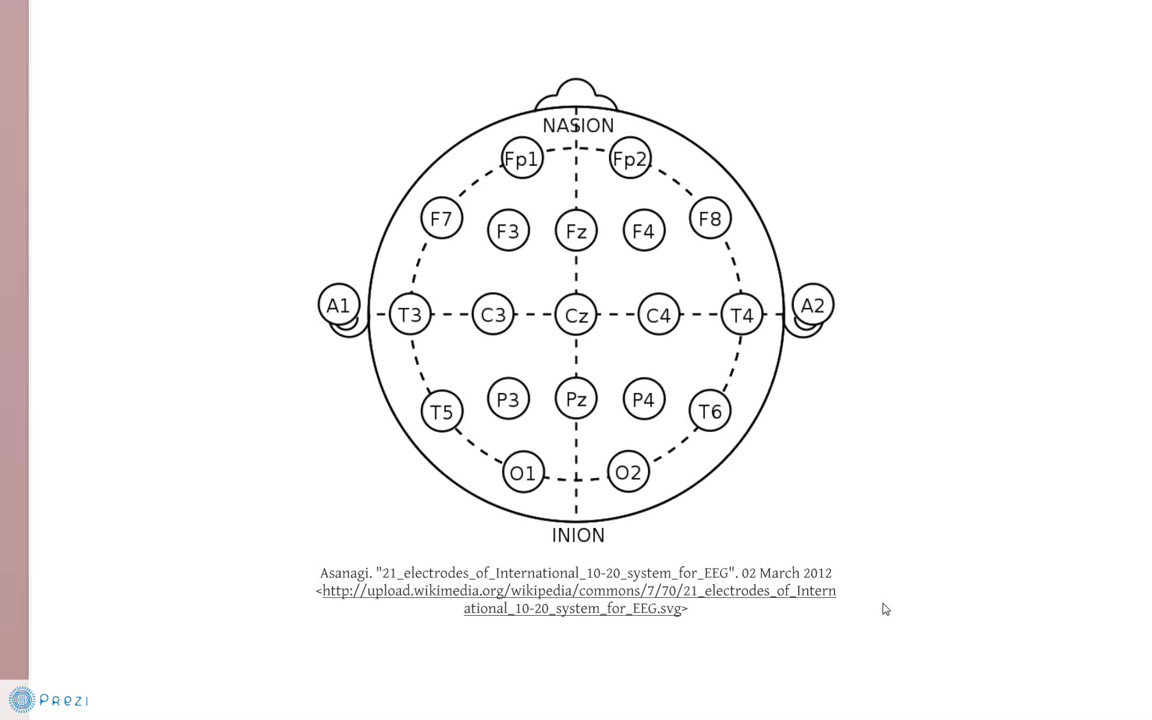 NASION
Fp1 Fp2
F7 F3 Fz F4 F8
A1 T3 C3 Cz C4 T4 A2
T5 P3 Pz P4 T6
O1 O2
INION
Asanagi. "21_electrodes_of_International_10-20_system_for_EEG". 02 March 2012
<http://upload.wikimedia.org/wikipedia/commons/7/70/21_electrodes_of_Intern
ational_10-20_system_for_EEG.svg>
Prezi